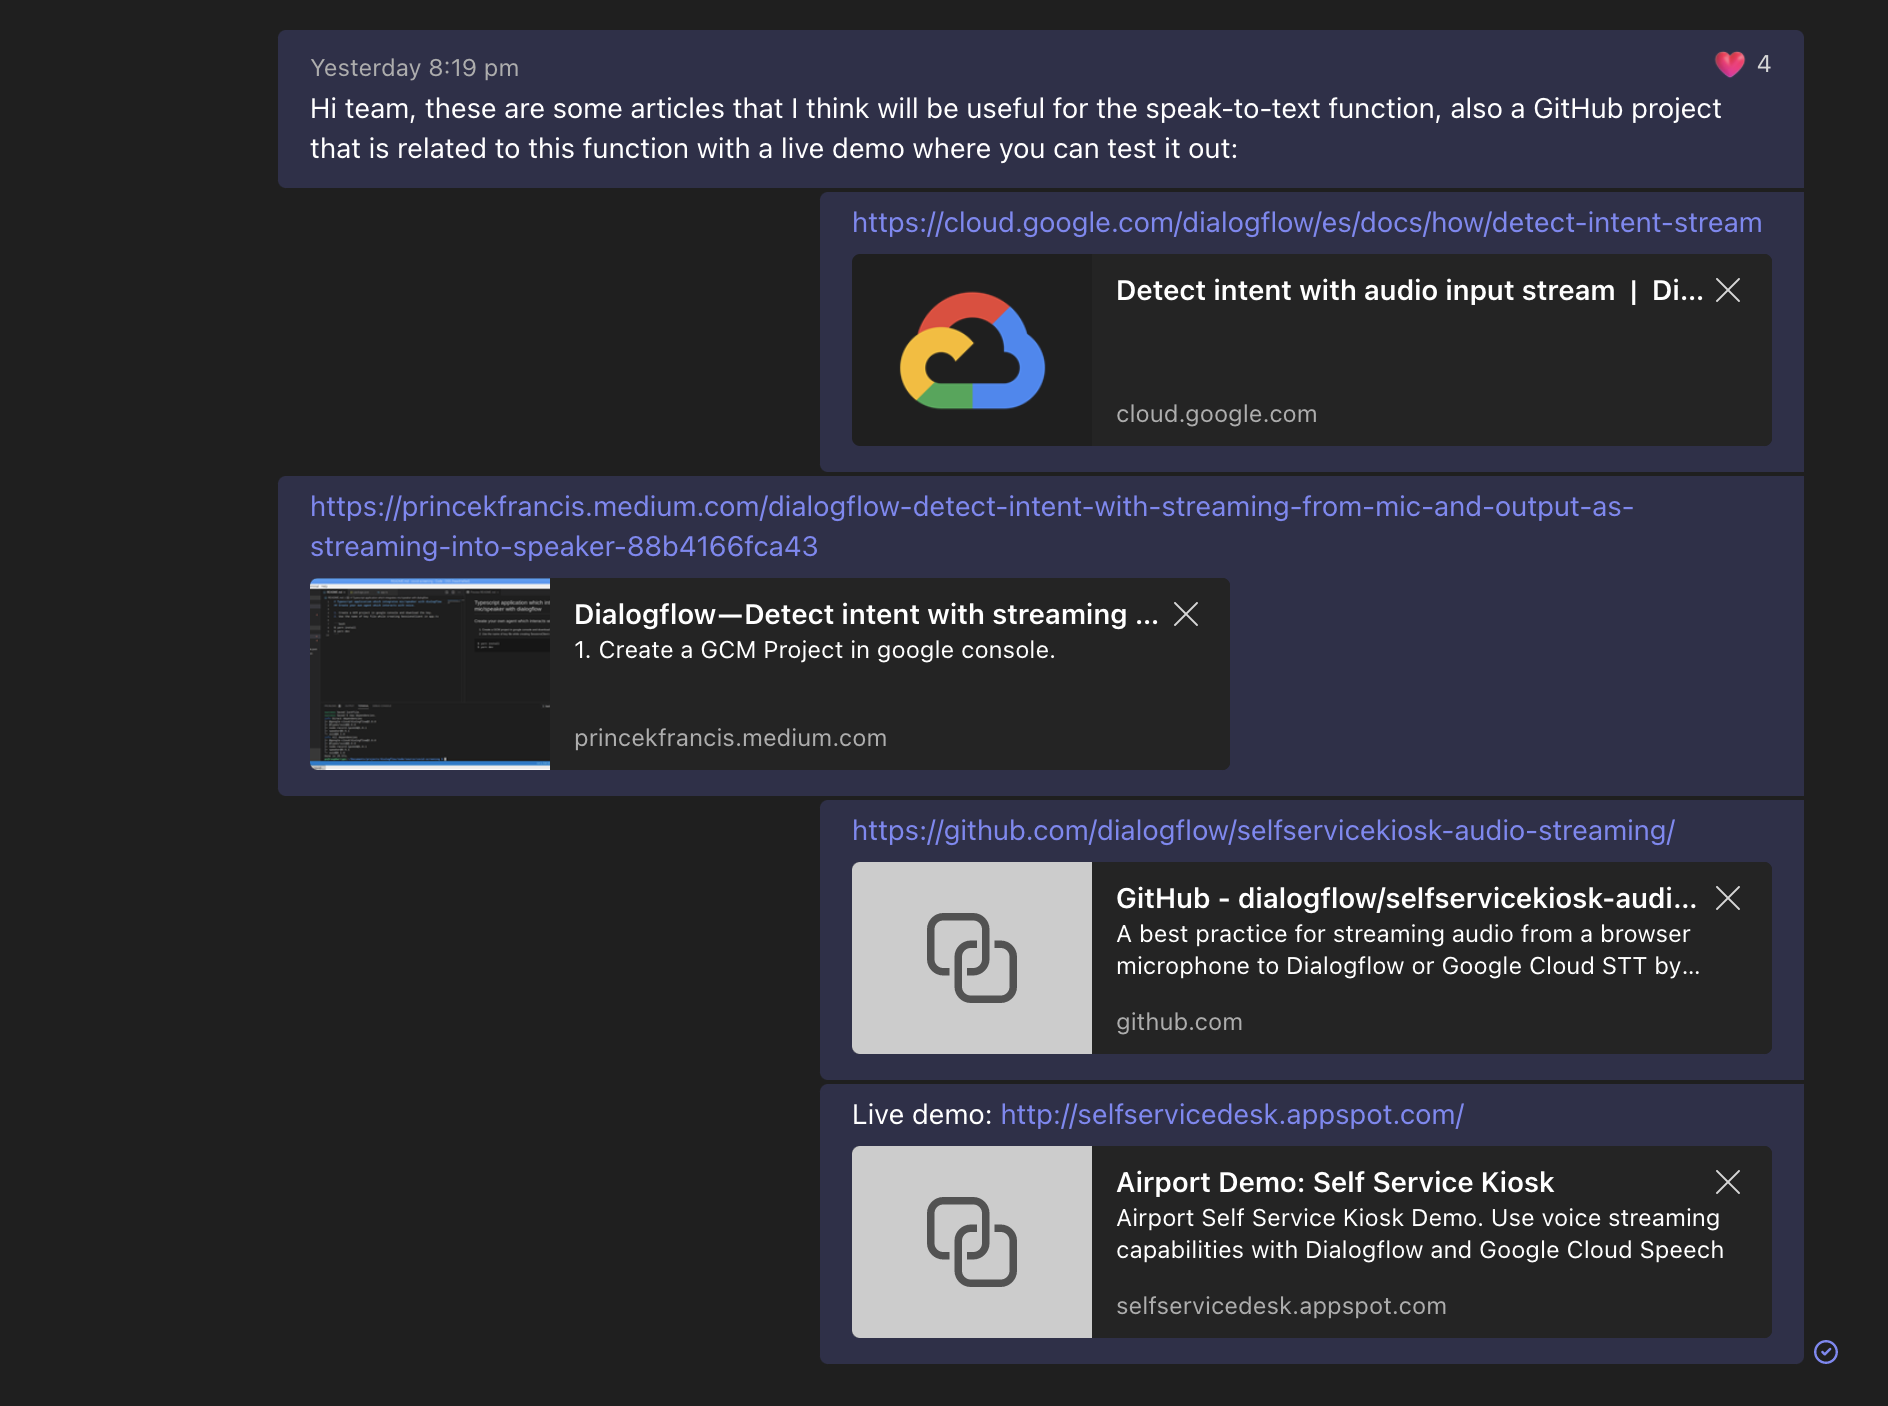 Yesterday 8:19 pm
4
Hi team, these are some articles that I think will be useful for the speak-to-text function, also a GitHub project
that is related to this function with a live demo where you can test it out:
https://cloud.google.com/dialogflow/es/docs/how/detect-intent-stream
Detect intent with audio input stream | Di...
cloud.google.com
https://princekfrancis.medium.com/dialogflow-detect-intent-with-streaming-from-mic-and-output-as-
streaming-into-speaker-88b4166fca43
Dialogflow—Detect intent with streaming ...
1. Create a GCM Project in google console.
princekfrancis.medium.com
https://github.com/dialogflow/selfservicekiosk-audio-streaming/
GitHub - dialogflow/selfservicekiosk-audi...
A best practice for streaming audio from a browser
microphone to Dialogflow or Google Cloud STT by...
github.com
Live demo: http://selfservicedesk.appspot.com/
Airport Demo: Self Service Kiosk
Airport Self Service Kiosk Demo. Use voice streaming
capabilities with Dialogflow and Google Cloud Speech
selfservicedesk.appspot.com